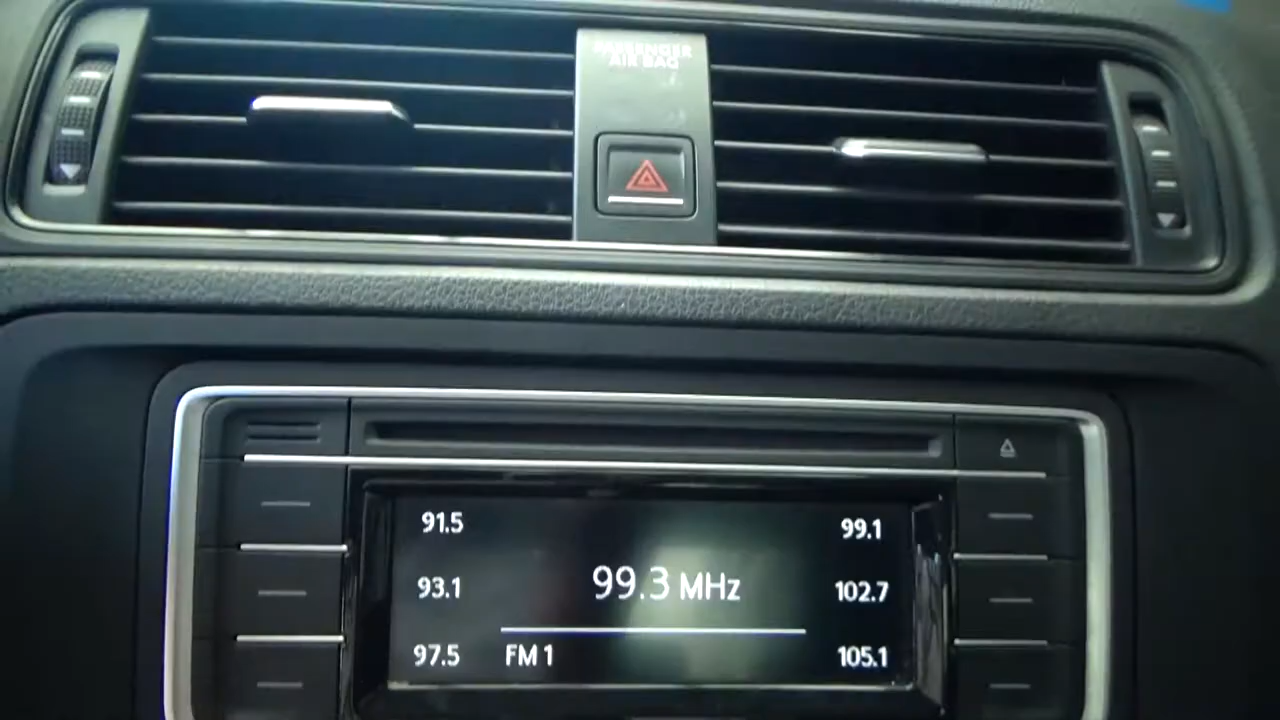 PASSENGER
AIR BAG
91.5
99.1
99.3 MHz
93.1
102.7
97.5
FM 1
105.1